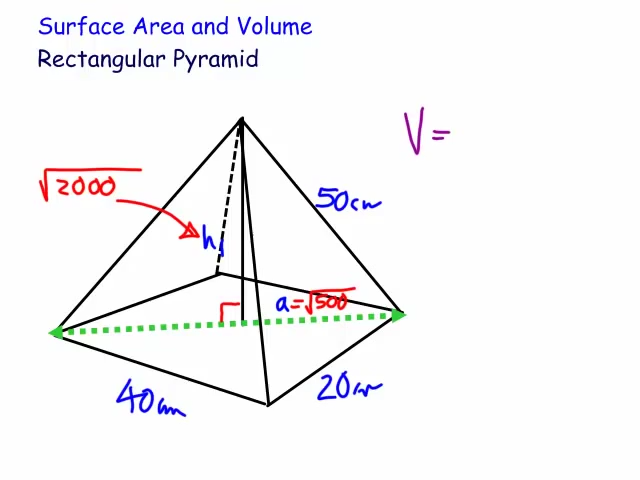 Surface Area and Volume
Rectangular Pyramid
V=
√2000
50cm
h
a=√500
40cm
20cm